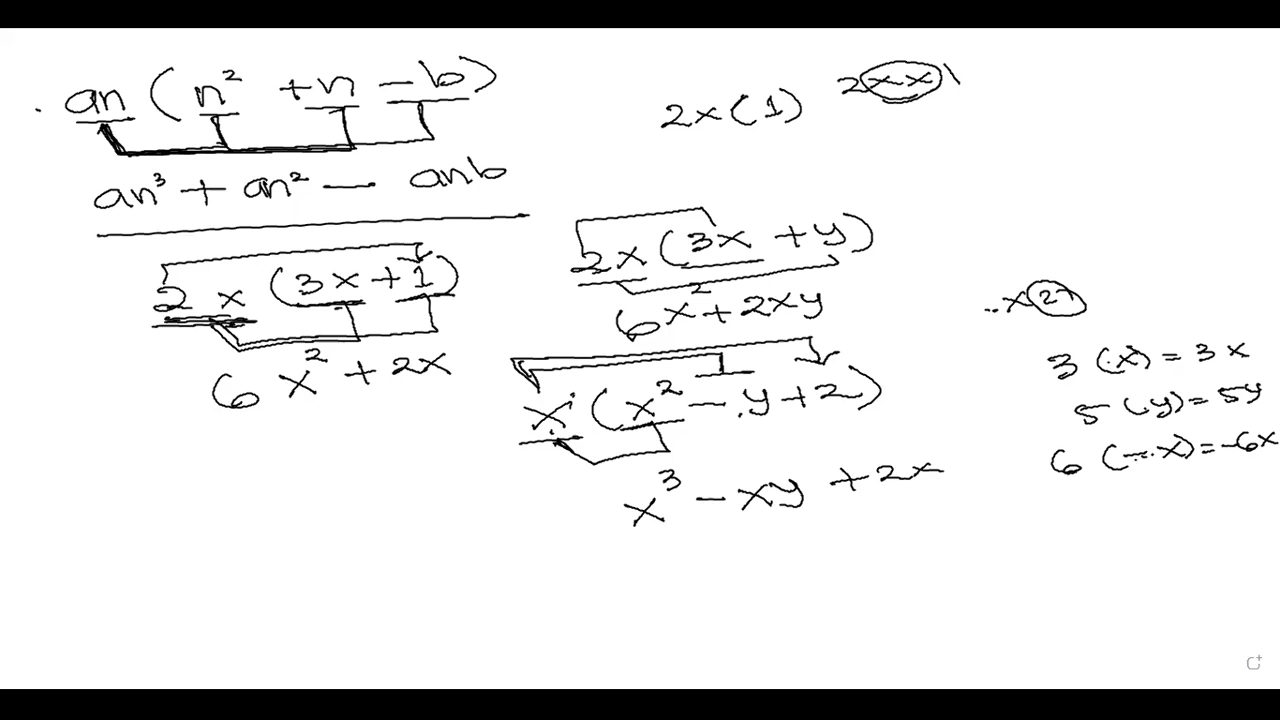 an (n² + n - b)
2x(1)
2xx1
an³ + an² - anb
2x (3x + 1)
6x² + 2x
2x (3x + y)
6x² + 2xy
x (x² - y + 2)
x³ - xy + 2x
3 (x) = 3x
5 (y) = 5y
6 (-x) = -6x